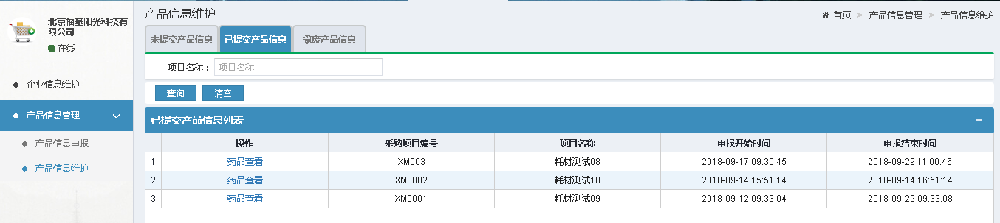 北京福基阳光科技有
限公司
在线
企业信息维护
产品信息管理
产品信息申报
产品信息维护
产品信息维护
首页 > 产品信息管理 > 产品信息维护
未提交产品信息 已提交产品信息 撤废产品信息
项目名称： 项目名称
查询 清空
已提交产品信息列表
操作 采购项目编号 项目名称 申报开始时间 申报结束时间
1 药品查看 XM003 耗材测试08 2018-09-17 09:30:45 2018-09-29 11:00:46
2 药品查看 XM0002 耗材测试10 2018-09-14 15:51:14 2018-09-14 16:51:14
3 药品查看 XM0001 耗材测试09 2018-09-12 09:33:04 2018-09-29 09:33:08